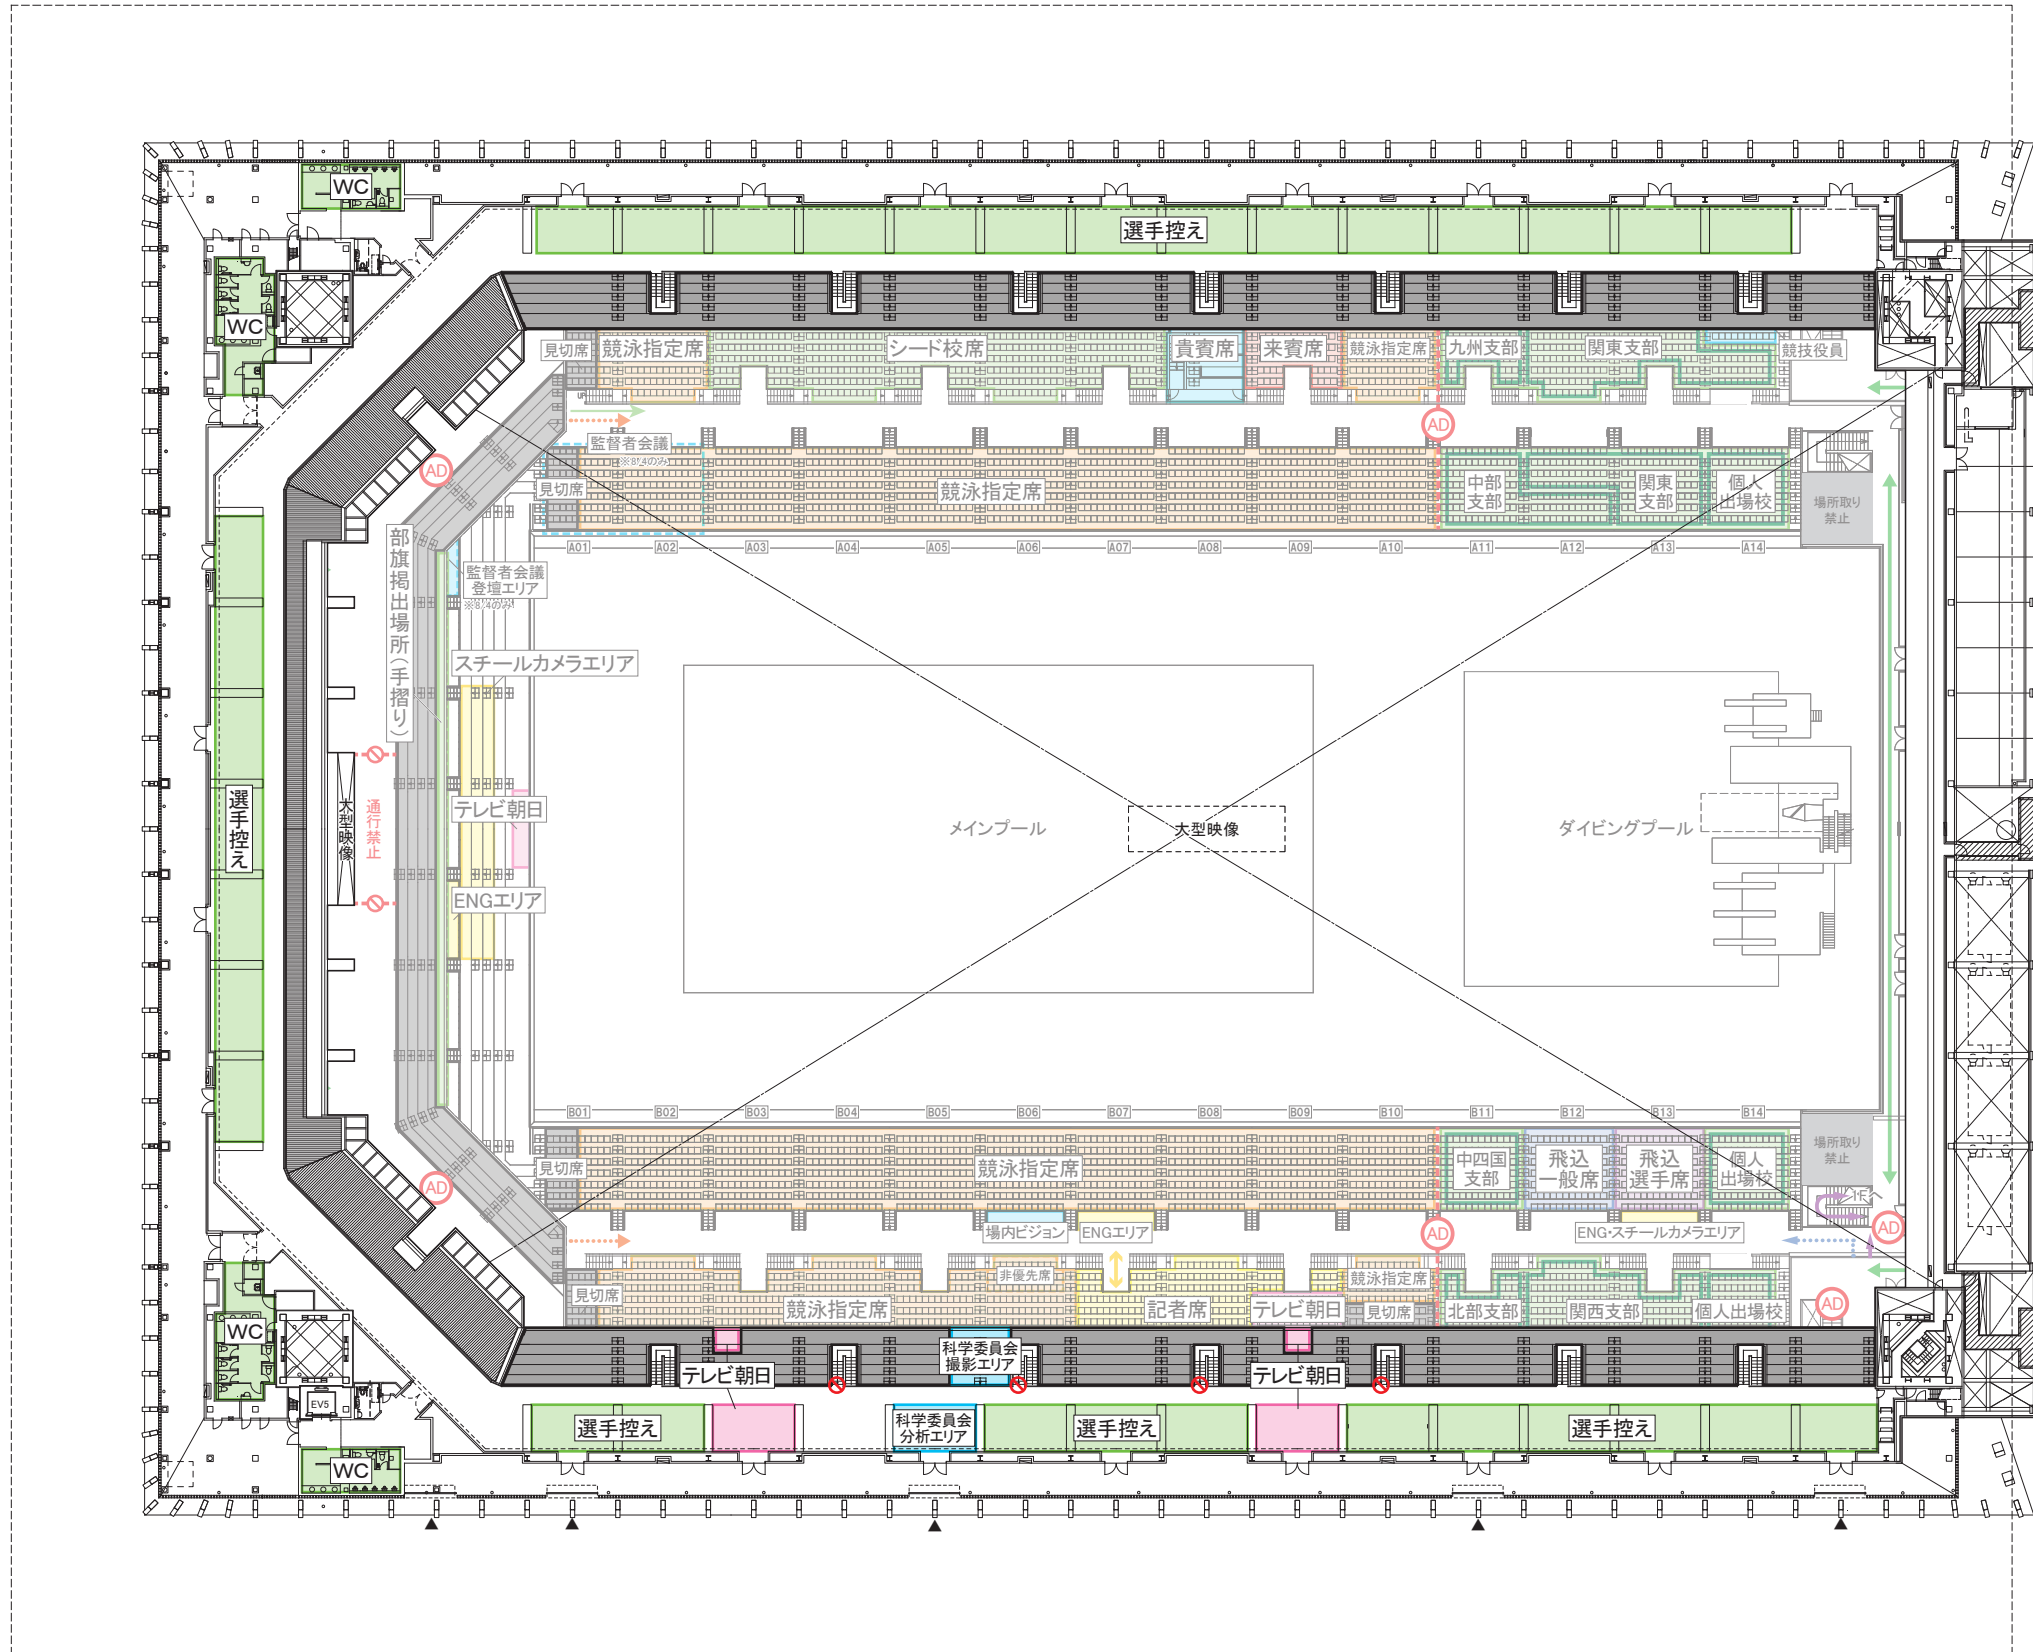 WC
選手控え
WC
見切席
競泳指定席
シード校席
貴賓席
来賓席
競泳指定席
九州支部
関東支部
競技役員
UP
AD
監督者会議
※8/4のみ
AD
見切席
競泳指定席
中部
支部
関東
支部
個人
出場校
場所取り
禁止
A01
A02
A03
A04
A05
A06
A07
A08
A09
A10
A11
A12
A13
A14
部旗掲出場所(手摺り)
監督者会議
登壇エリア
※8/4のみ
スチールカメラエリア
選手控え
大型映像
通行禁止
テレビ朝日
メインプール
大型映像
ダイビングプール
ENGエリア
B01
B02
B03
B04
B05
B06
B07
B08
B09
B10
B11
B12
B13
B14
場所取り
禁止
見切席
競泳指定席
中四国
支部
飛込
一般席
飛込
選手席
個人
出場校
AD
1Fへ
場内ビジョン
ENGエリア
AD
ENG・スチールカメラエリア
AD
非優先席
見切席
競泳指定席
記者席
テレビ朝日
競泳指定席
見切席
北部支部
関西支部
個人出場校
AD
WC
科学委員会
撮影エリア
テレビ朝日
テレビ朝日
EV5
選手控え
科学委員会
分析エリア
選手控え
選手控え
WC